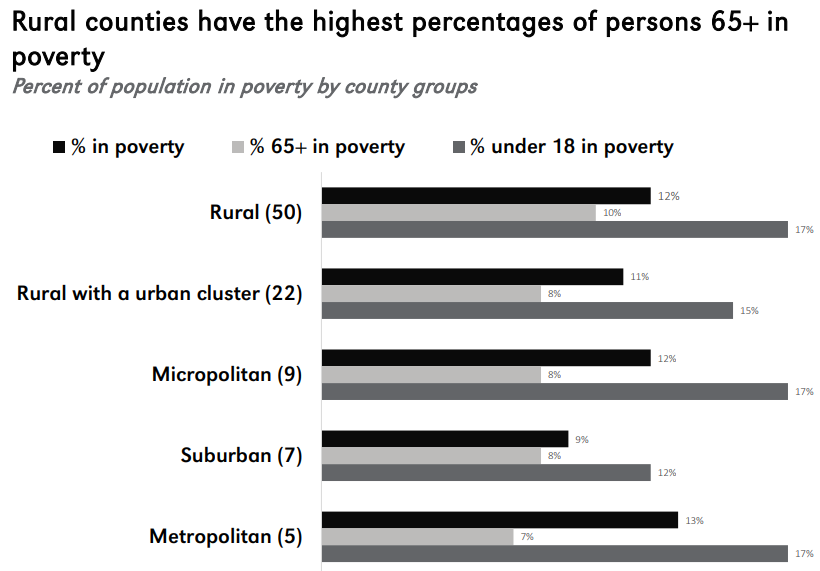 Rural counties have the highest percentages of persons 65+ in
poverty
Percent of population in poverty by county groups
% in poverty
% 65+ in poverty
% under 18 in poverty
Rural (50)
12%
10%
17%
Rural with a urban cluster (22)
11%
8%
15%
Micropolitan (9)
12%
8%
17%
Suburban (7)
9%
8%
12%
Metropolitan (5)
13%
7%
17%